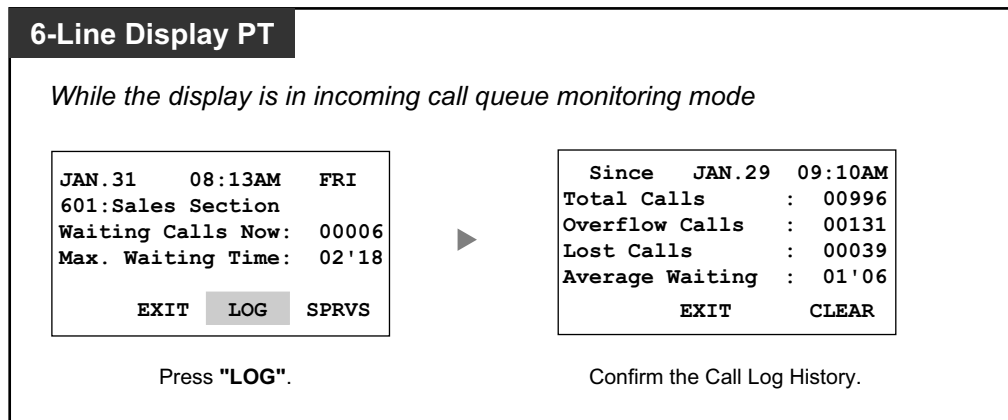 6-Line Display PT
While the display is in incoming call queue monitoring mode
JAN.31 08:13AM FRI
601:Sales Section
Waiting Calls Now: 00006
Max. Waiting Time: 02'18
EXIT LOG SPRVS
Press "LOG".
Since JAN.29 09:10AM
Total Calls : 00996
Overflow Calls : 00131
Lost Calls : 00039
Average Waiting : 01'06
EXIT CLEAR
Confirm the Call Log History.